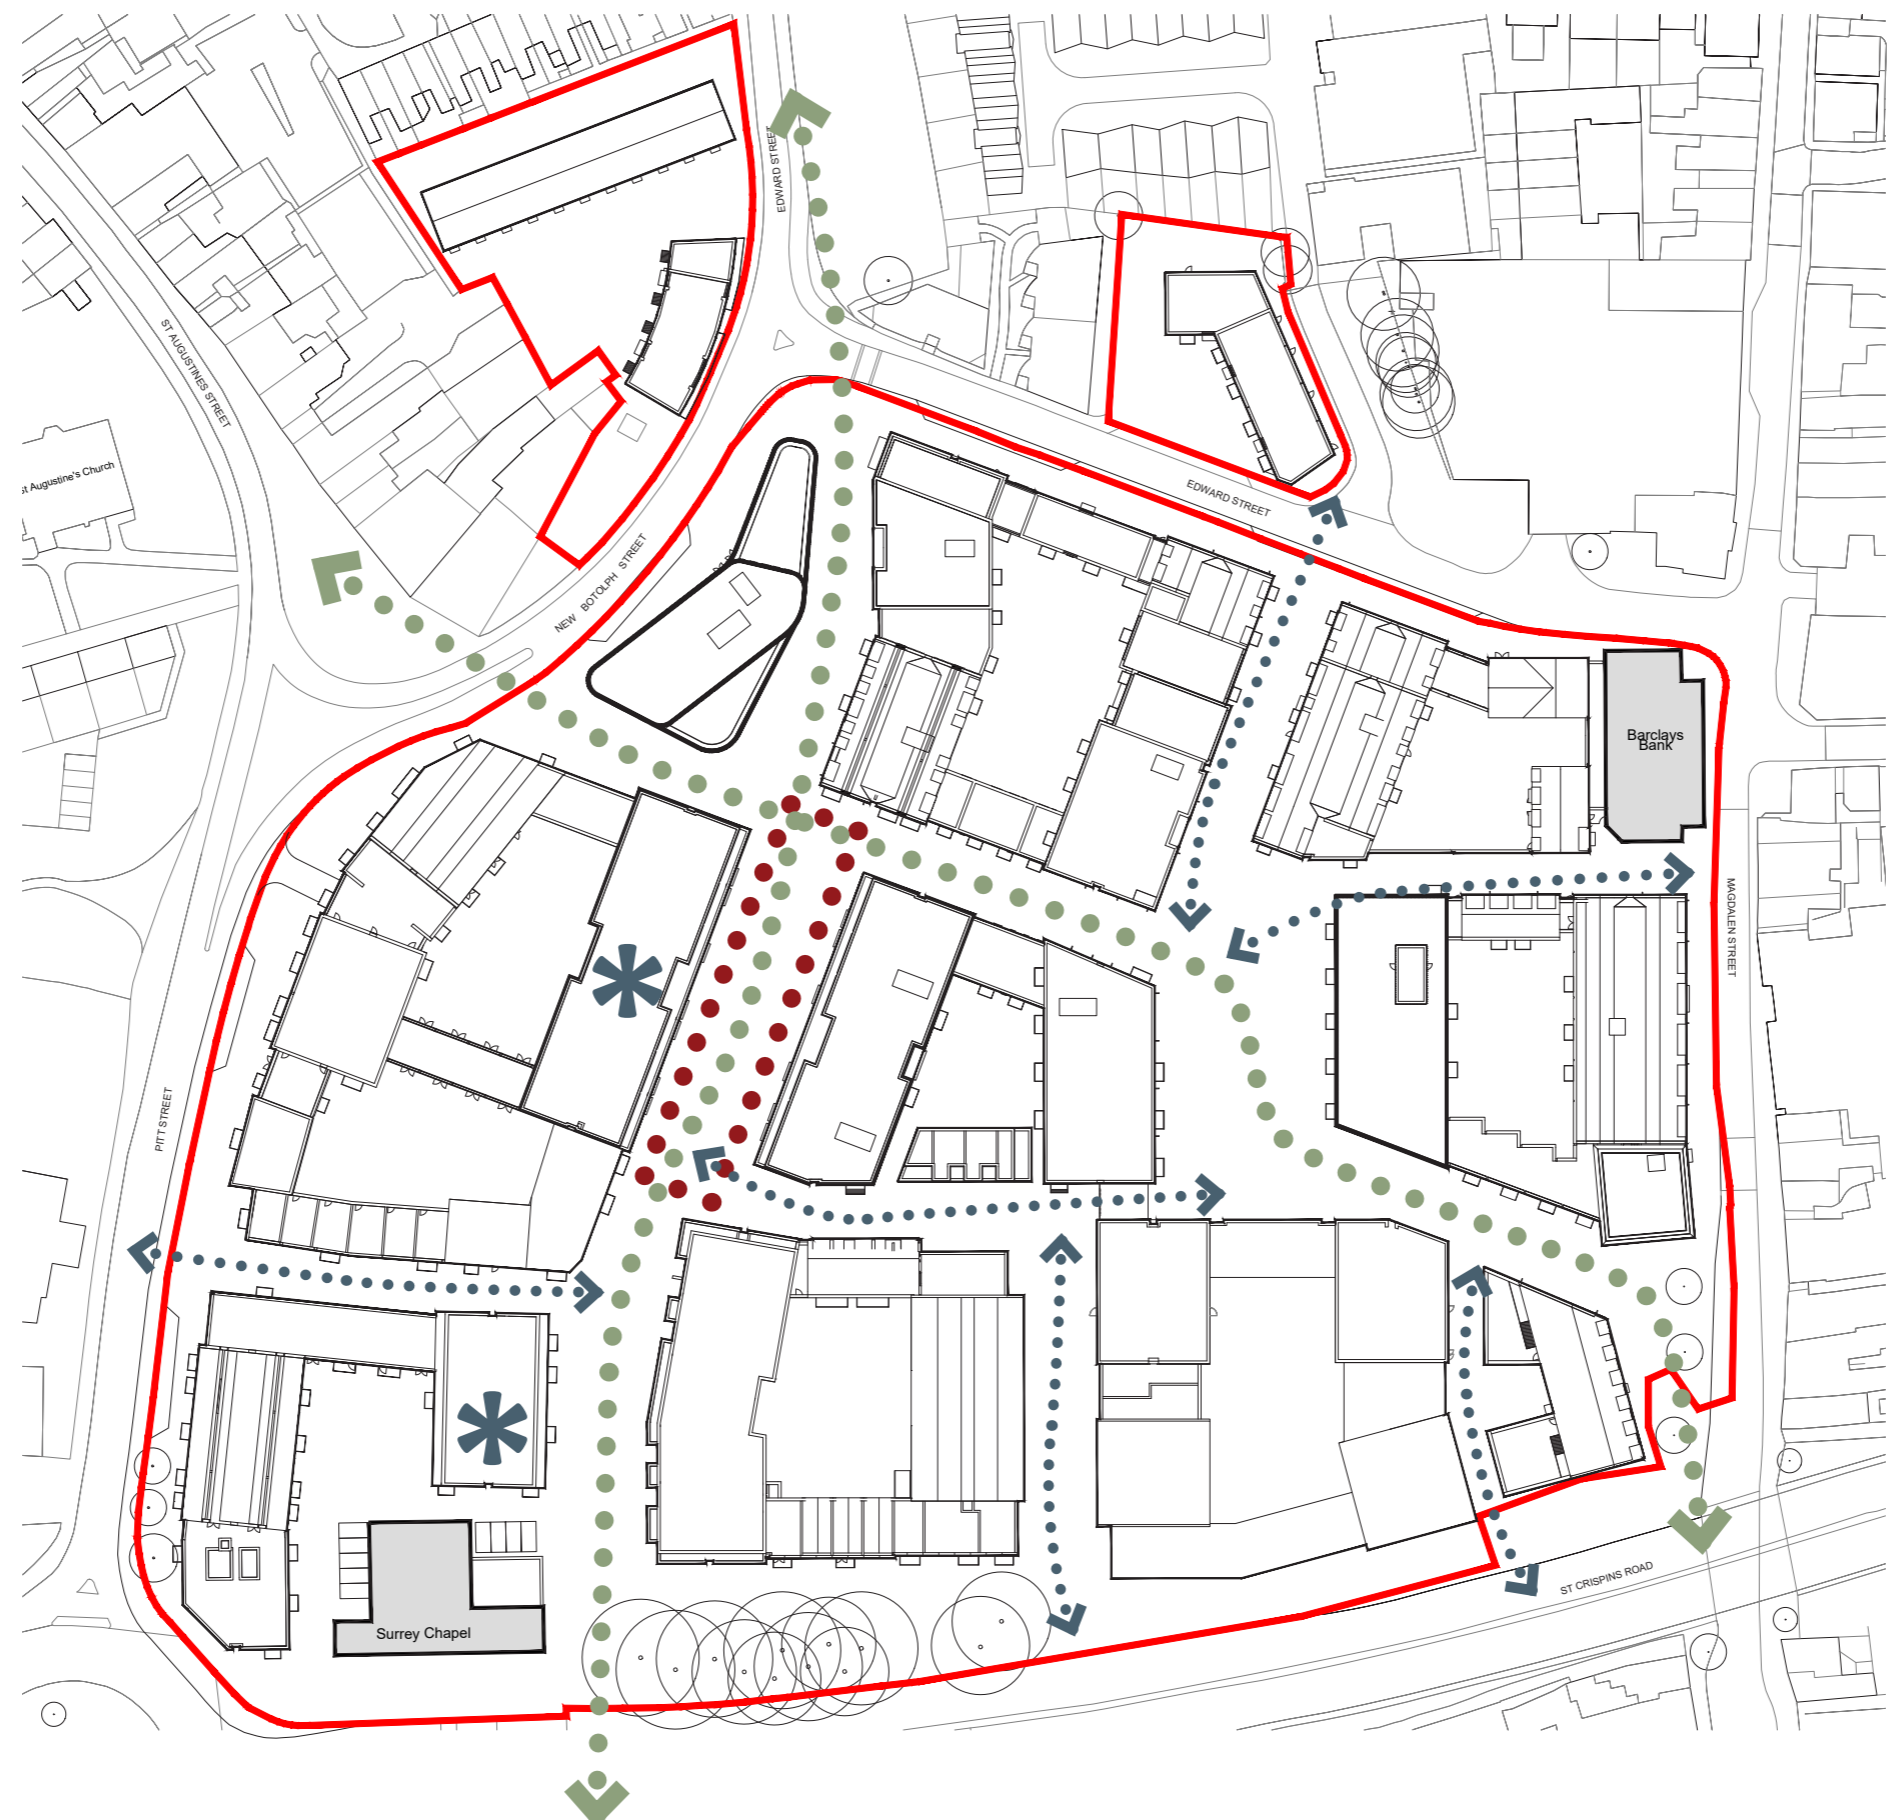 EDWARD STREET
ST AUGUSTINES STREET
st Augustine's Church
EDWARD STREET
NEW BOTOLPH STREET
Barclays
Bank
MAGDALEN STREET
PITT STREET
ST CRISPINS ROAD
Surrey Chapel